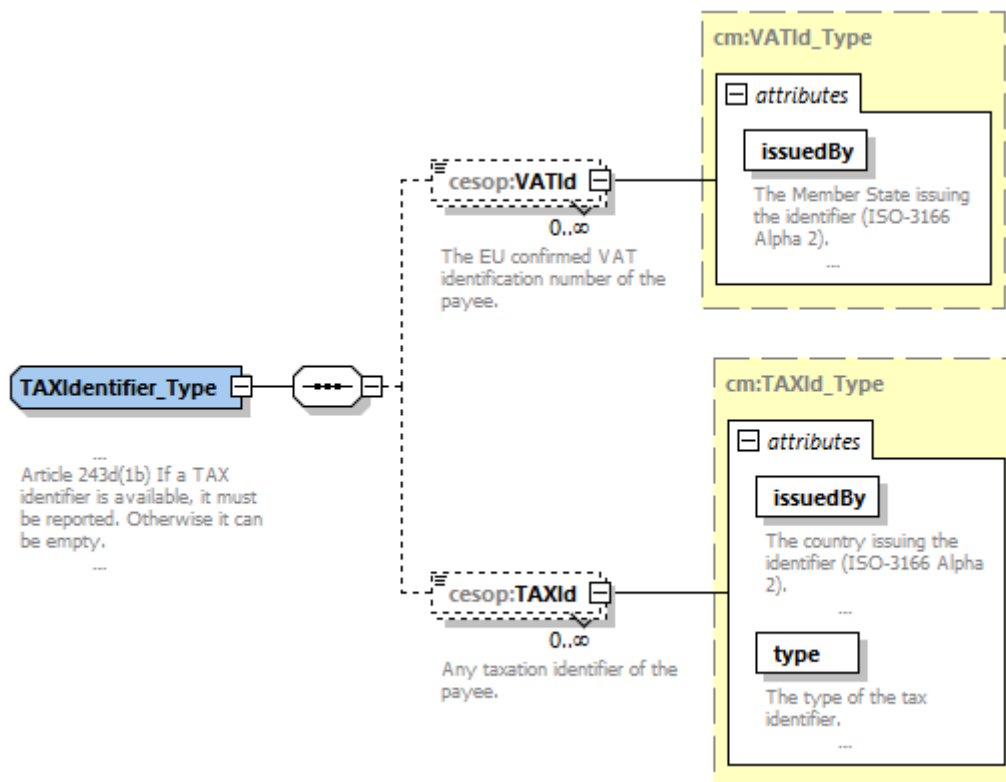 cm:VATId_Type
attributes
issuedBy
The Member State issuing
the identifier (ISO-3166
Alpha 2).
...
cesop:VATId
0..∞
The EU confirmed VAT
identification number of the
payee.
TAXIdentifier_Type
...
Article 243d(1b) If a TAX
identifier is available, it must
be reported. Otherwise it can
be empty.
...
cm:TAXId_Type
attributes
issuedBy
The country issuing the
identifier (ISO-3166 Alpha
2).
...
type
The type of the tax
identifier.
...
cesop:TAXId
0..∞
Any taxation identifier of the
payee.